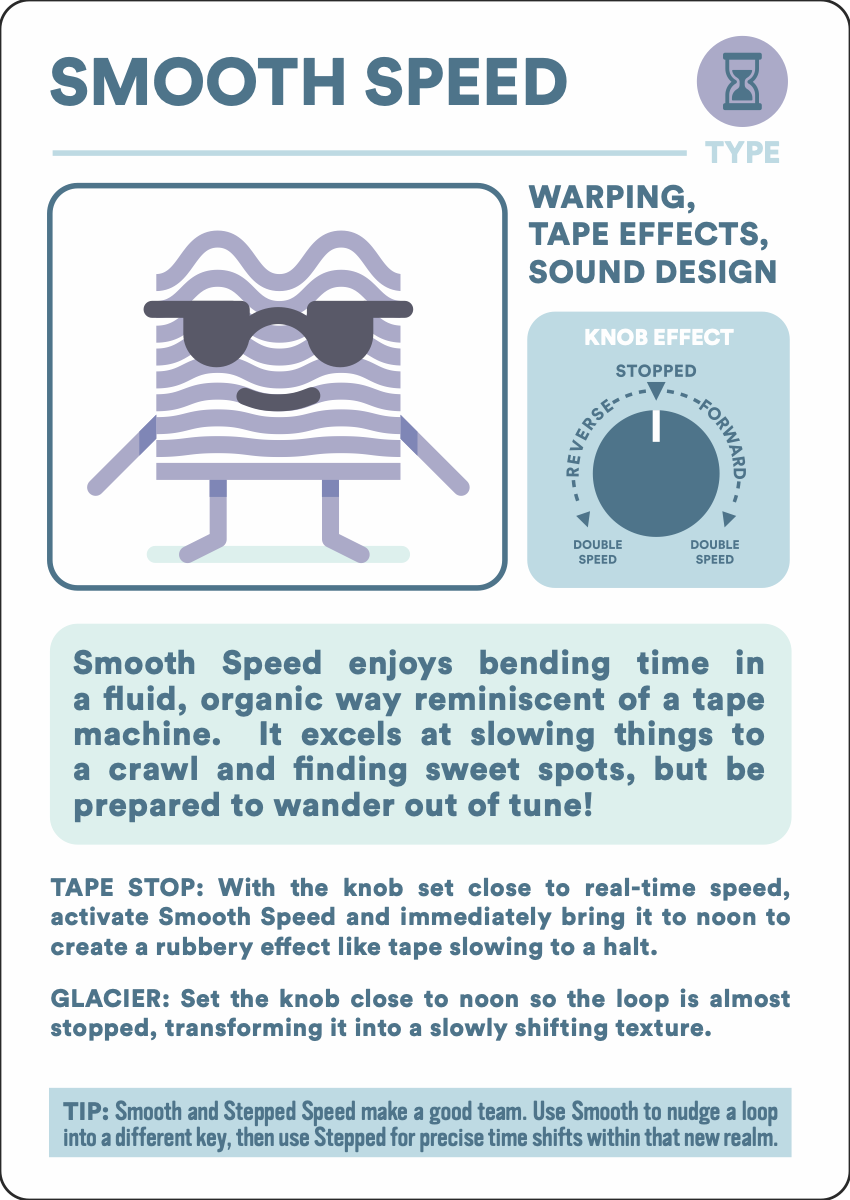 SMOOTH SPEED
TYPE
WARPING,
TAPE EFFECTS,
SOUND DESIGN
KNOB EFFECT
STOPPED
REVERSE
FORWARD
DOUBLE
SPEED
DOUBLE
SPEED
Smooth Speed enjoys bending time in
a fluid, organic way reminiscent of a tape
machine. It excels at slowing things to
a crawl and finding sweet spots, but be
prepared to wander out of tune!
TAPE STOP: With the knob set close to real-time speed,
activate Smooth Speed and immediately bring it to noon to
create a rubbery effect like tape slowing to a halt.
GLACIER: Set the knob close to noon so the loop is almost
stopped, transforming it into a slowly shifting texture.
TIP: Smooth and Stepped Speed make a good team. Use Smooth to nudge a loop
into a different key, then use Stepped for precise time shifts within that new realm.